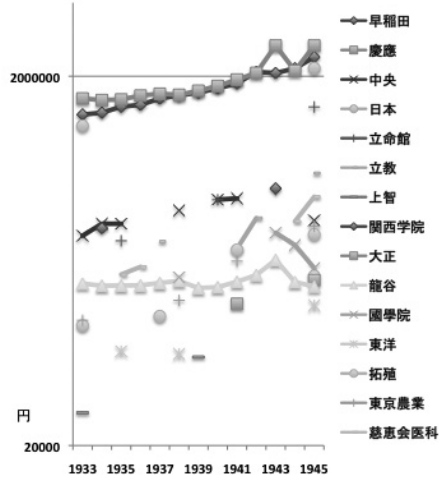 2000000
円
20000
1933 1935 1937 1939 1941 1943 1945
早稲田
慶應
中央
日本
立命館
立教
上智
関西学院
大正
龍谷
國學院
東洋
拓殖
東京農業
慈恵会医科